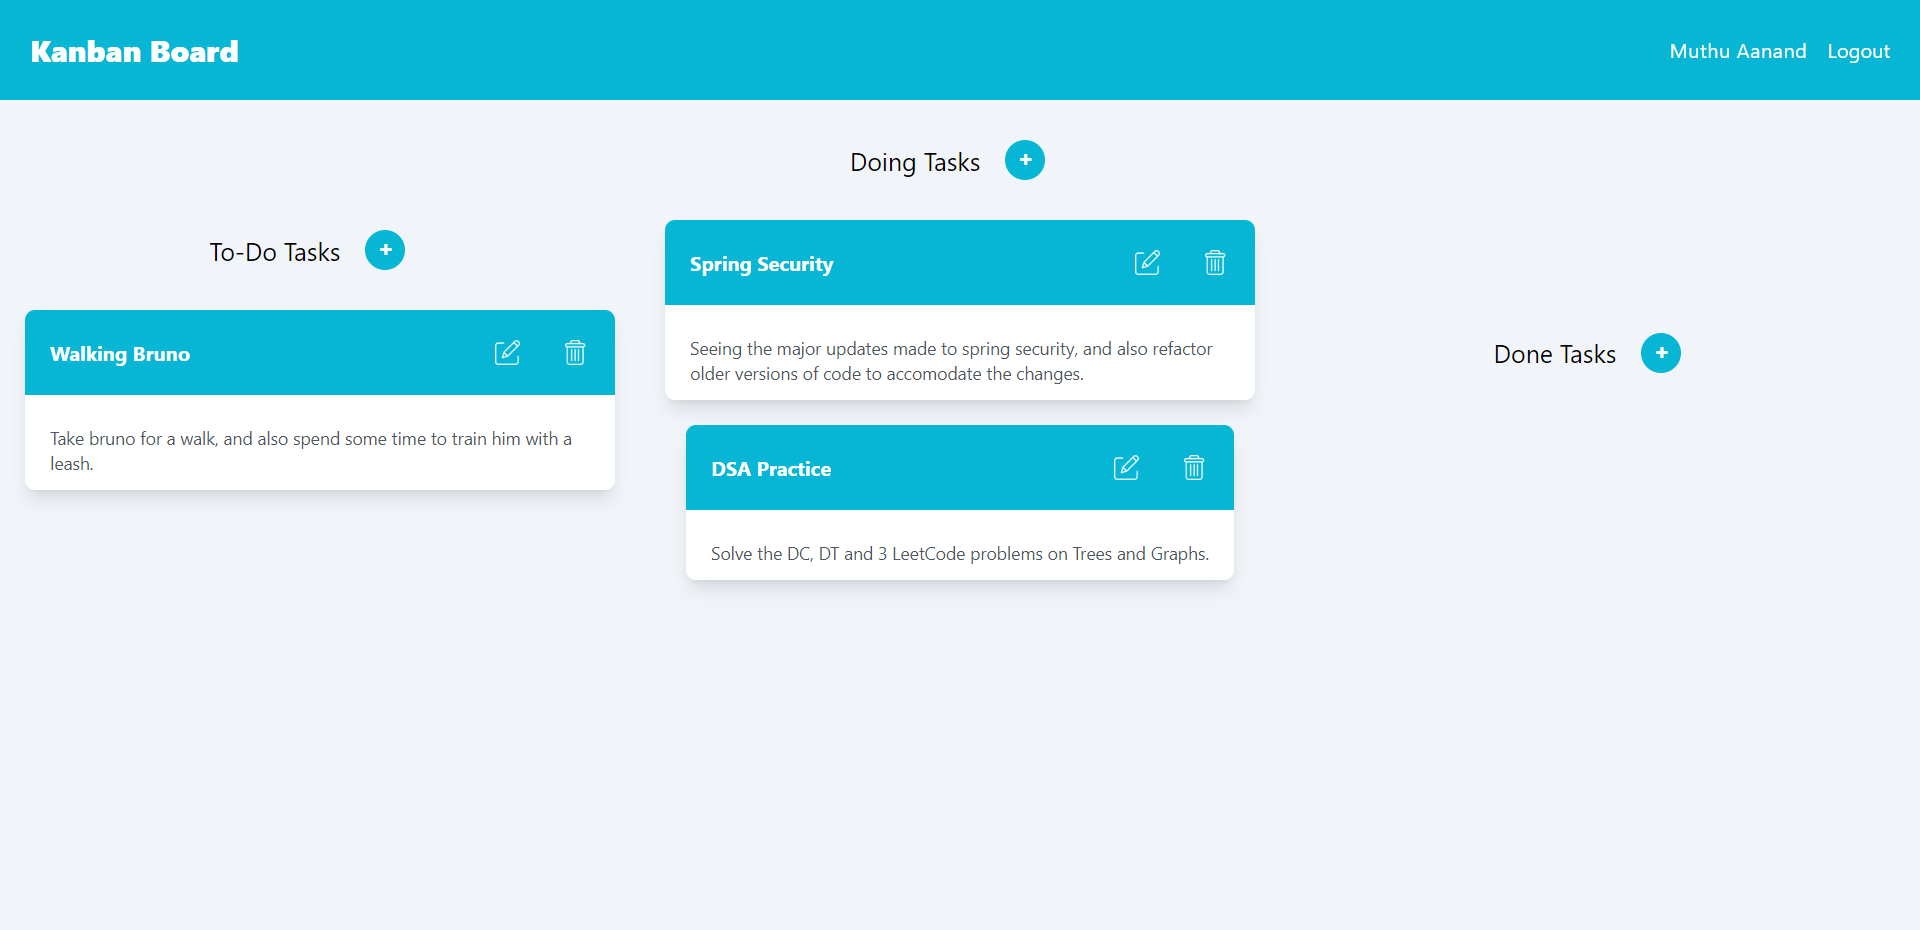 Kanban Board
Muthu Aanand Logout
To-Do Tasks +
Walking Bruno
Take bruno for a walk, and also spend some time to train him with a
leash.
Doing Tasks +
Spring Security
Seeing the major updates made to spring security, and also refactor
older versions of code to accomodate the changes.
DSA Practice
Solve the DC, DT and 3 LeetCode problems on Trees and Graphs.
Done Tasks +